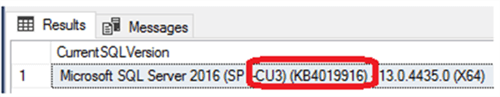 Results Messages
CurrentSQLVersion
1 Microsoft SQL Server 2016 (SP -CU3) (KB4019916) 13.0.4435.0 (X64)